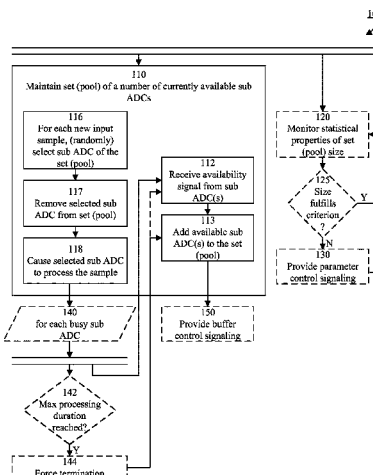 110
Maintain set (pool) of a number of currently available sub
ADCs
116
For each new input
sample, (randomly)
select sub ADC of the
set (pool)
117
Remove selected sub
ADC from set (pool)
118
Cause selected sub ADC
to process the sample
112
Receive availability
signal from sub
ADC(s)
113
Add available sub
ADC(s) to the set
(pool)
120
Monitor statistical
properties of set
(pool) size
125
Size
fulfills
criterion
?
Y
N
130
Provide parameter
control signaling
140
for each busy sub
ADC
150
Provide buffer
control signaling
142
Max processing
duration
reached?
Y
144
Force termination